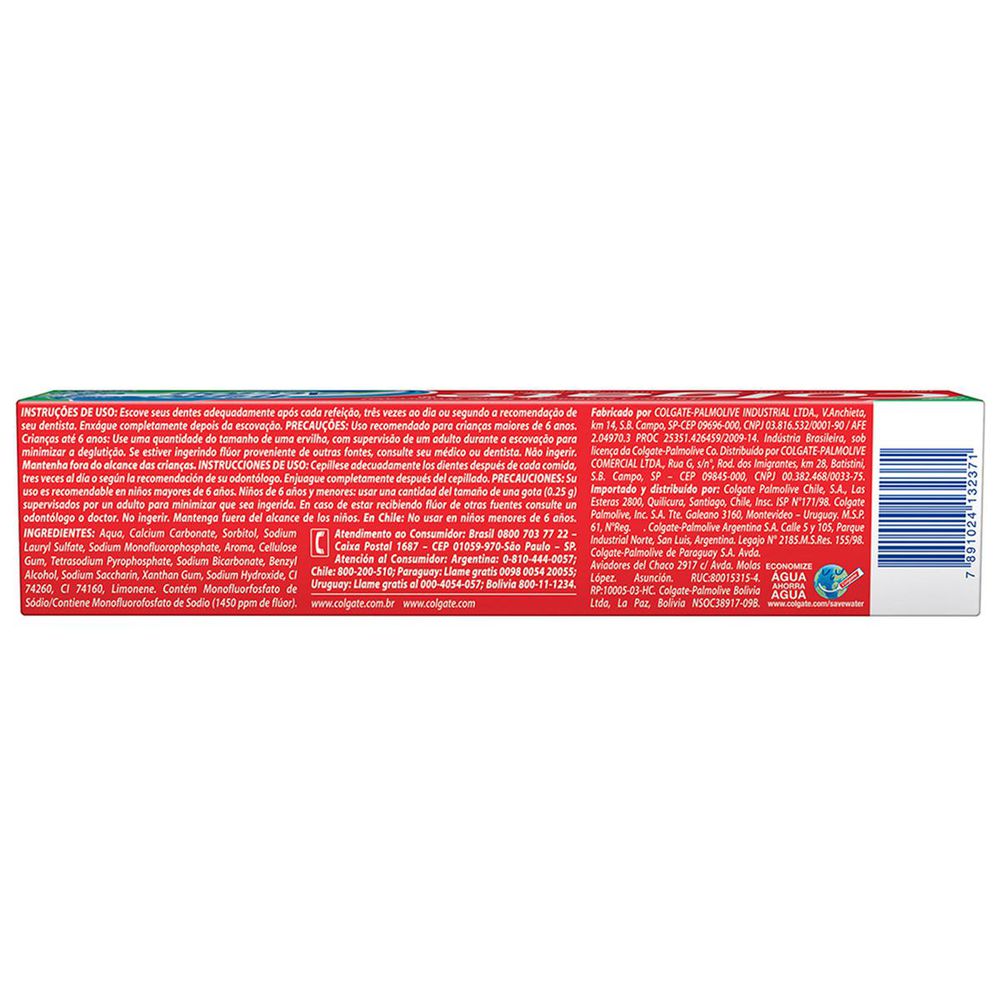 INSTRUÇÕES DE USO: Escove seus dentes adequadamente após cada refeição, três vezes ao dia ou segundo a recomendação de
seu dentista. Enxágue completamente depois da escovação. PRECAUÇÕES: Uso recomendado para crianças maiores de 6 anos.
Crianças até 6 anos: Use uma quantidade do tamanho de uma ervilha, com supervisão de um adulto durante a escovação para
minimizar a deglutição. Se estiver ingerindo flúor proveniente de outras fontes, consulte seu médico ou dentista. Não ingerir.
Mantenha fora do alcance das crianças. INSTRUCCIONES DE USO: Cepíllese adecuadamente los dientes después de cada comida,
tres veces al día o según la recomendación de su odontólogo. Enjuague completamente después del cepillado. PRECAUCIONES: Su
uso es recomendable en niños mayores de 6 años. Niños de 6 años y menores: usar una cantidad del tamaño de una gota (0.25 g)
supervisados por un adulto para minimizar que sea ingerida. En caso de estar recibiendo flúor de otras fuentes consulte un
odontólogo o doctor. No ingerir. Mantenga fuera del alcance de los niños. En Chile: No usar en niños menores de 6 años.
INGREDIENTES: Aqua, Calcium Carbonate, Sorbitol, Sodium
Lauryl Sulfate, Sodium Monofluorophosphate, Aroma, Cellulose
Gum, Tetrasodium Pyrophosphate, Sodium Bicarbonate, Benzyl
Alcohol, Sodium Saccharin, Xanthan Gum, Sodium Hydroxide, CI
74260, CI 74160, Limonene. Contém Monofluorfosfato de
Sódio/Contiene Monofluorofosfato de Sodio (1450 ppm de flúor).
Atendimento ao Consumidor: Brasil 0800 703 77 22 –
Caixa Postal 1687 – CEP 01059-970-São Paulo – SP.
Atención al Consumidor: Argentina: 0-810-444-0057;
Chile: 800-200-510; Paraguay: Llame gratis 0098 0054 20055;
Uruguay: Llame gratis al 000-4054-057; Bolivia 800-11-1234.
www.colgate.com.br www.colgate.com
Fabricado por COLGATE-PALMOLIVE INDUSTRIAL LTDA., V.Anchieta,
km 14, S.B. Campo, SP-CEP 09696-000, CNPJ 03.816.532/0001-90 / AFE
2.04970.3 PROC 25351.426459/2009-14. Indústria Brasileira, sob
licença da Colgate-Palmolive Co. Distribuído por COLGATE-PALMOLIVE
COMERCIAL LTDA., Rua G, s/nº, Rod. dos Imigrantes, km 28, Batistini,
S.B. Campo, SP – CEP 09845-000, CNPJ 00.382.468/0033-75.
Importado y distribuido por: Colgate Palmolive Chile, S.A., Las
Esteras 2800, Quilicura, Santiago, Chile, Insc. ISP Nº171/98. Colgate
Palmolive, Inc. S.A. Tte. Galeano 3160, Montevideo – Uruguay. M.S.P.
61, NºReg. . Colgate-Palmolive Argentina S.A. Calle 5 y 105, Parque
Industrial Norte, San Luis, Argentina. Legajo Nº 2185.M.S.Res. 155/98.
Colgate-Palmolive de Paraguay S.A. Avda.
Aviadores del Chaco 2917 c/ Ávda. Molas
López. Asunción. RUC:80015315-4.
RP:10005-03-HC. Colgate-Palmolive Bolivia
Ltda, La Paz, Bolivia NSOC38917-09B.
ECONOMIZE
ÁGUA
AHORRA
AGUA
www.colgate.com/savewater
7 891024 132371